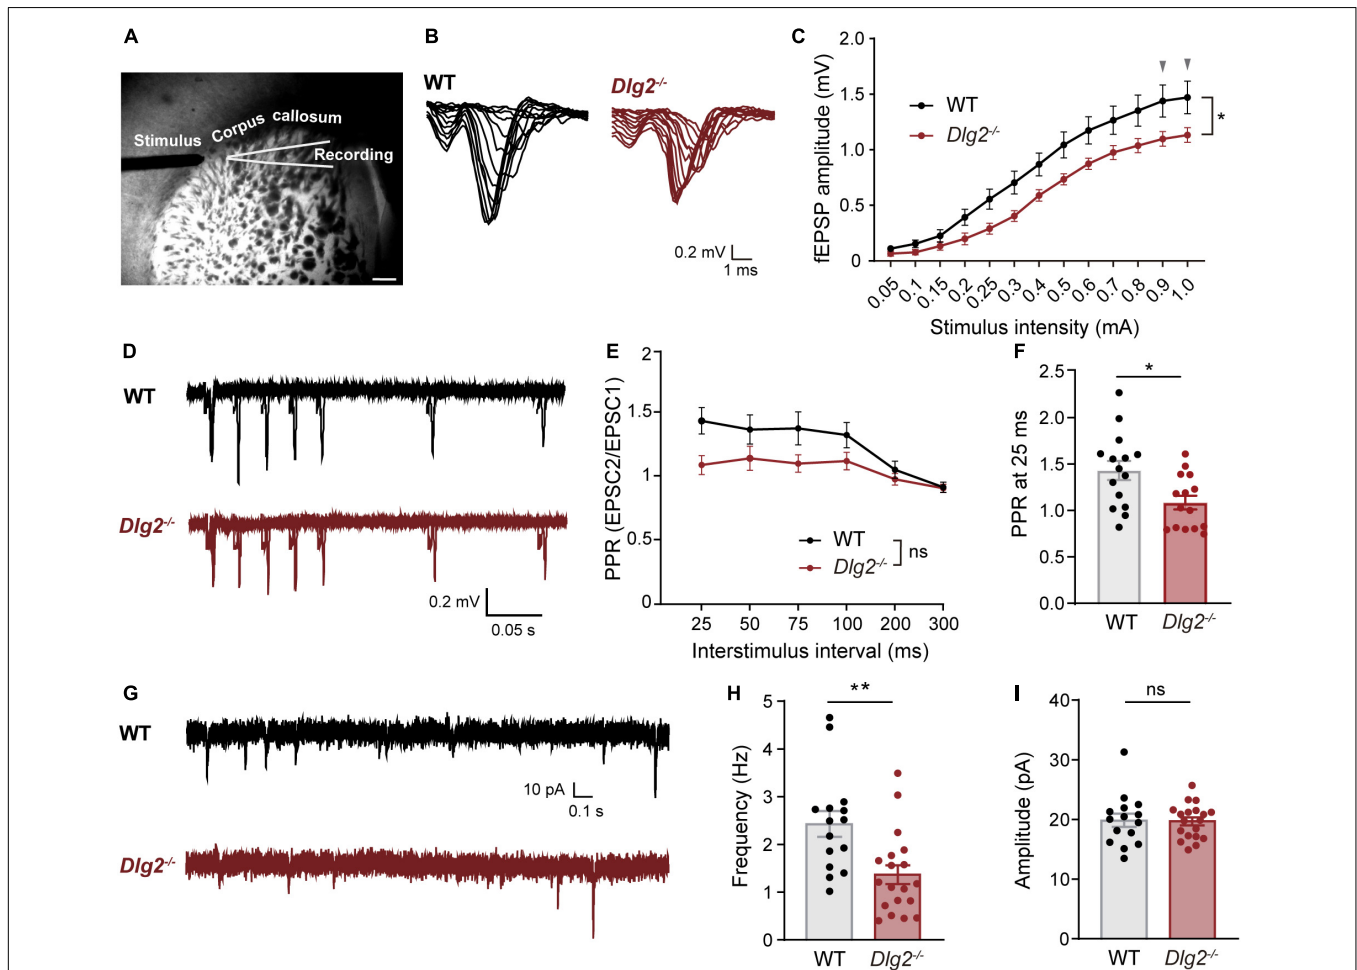 A
Stimulus
Corpus callosum
Recording
B
WT
Dlg2-/-
0.2 mV
1 ms
C
fEPSP amplitude (mV)
2.0
1.5
1.0
0.5
0
WT
Dlg2-/-
*
0.05 0.1 0.15 0.2 0.25 0.3 0.4 0.5 0.6 0.7 0.8 0.9 1.0
Stimulus intensity (mA)
D
WT
Dlg2-/-
0.2 mV
0.05 s
E
PPR (EPSC2/EPSC1)
2
1.5
1
0.5
0
WT
Dlg2-/-
ns
25 50 75 100 200 300
Interstimulus interval (ms)
F
PPR at 25 ms
2.5
2.0
1.5
1.0
0.5
0.0
*
WT Dlg2-/-
G
WT
10 pA
0.1 s
Dlg2-/-
H
Frequency (Hz)
5
4
3
2
1
0
**
WT Dlg2-/-
I
Amplitude (pA)
40
30
20
10
0
ns
WT Dlg2-/-